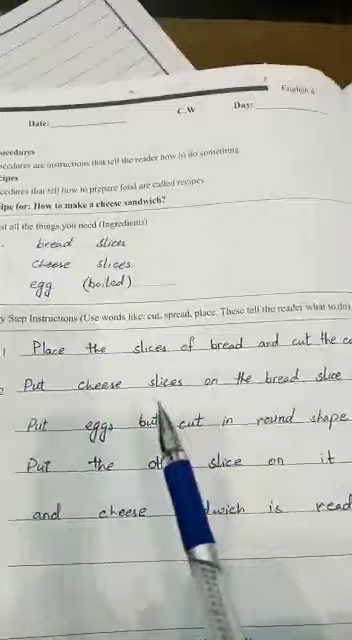 English 6
C.W Day:
Date:
ocedures
ocedures are instructions that tell the reader how to do something
cipes
cedures that tell how to prepare food are called recipes
ipe for: How to make a cheese sandwich?
st all the things you need (Ingredients)
bread slices
cheese slices
egg (boiled)
y Step Instructions (Use words like: cut, spread, place. These tell the reader what to do)
Place the slices of bread and cut the
Put cheese slices on the bread slice
Put eggs but cut in round shape
Put the slice on it
and cheese dwich is read